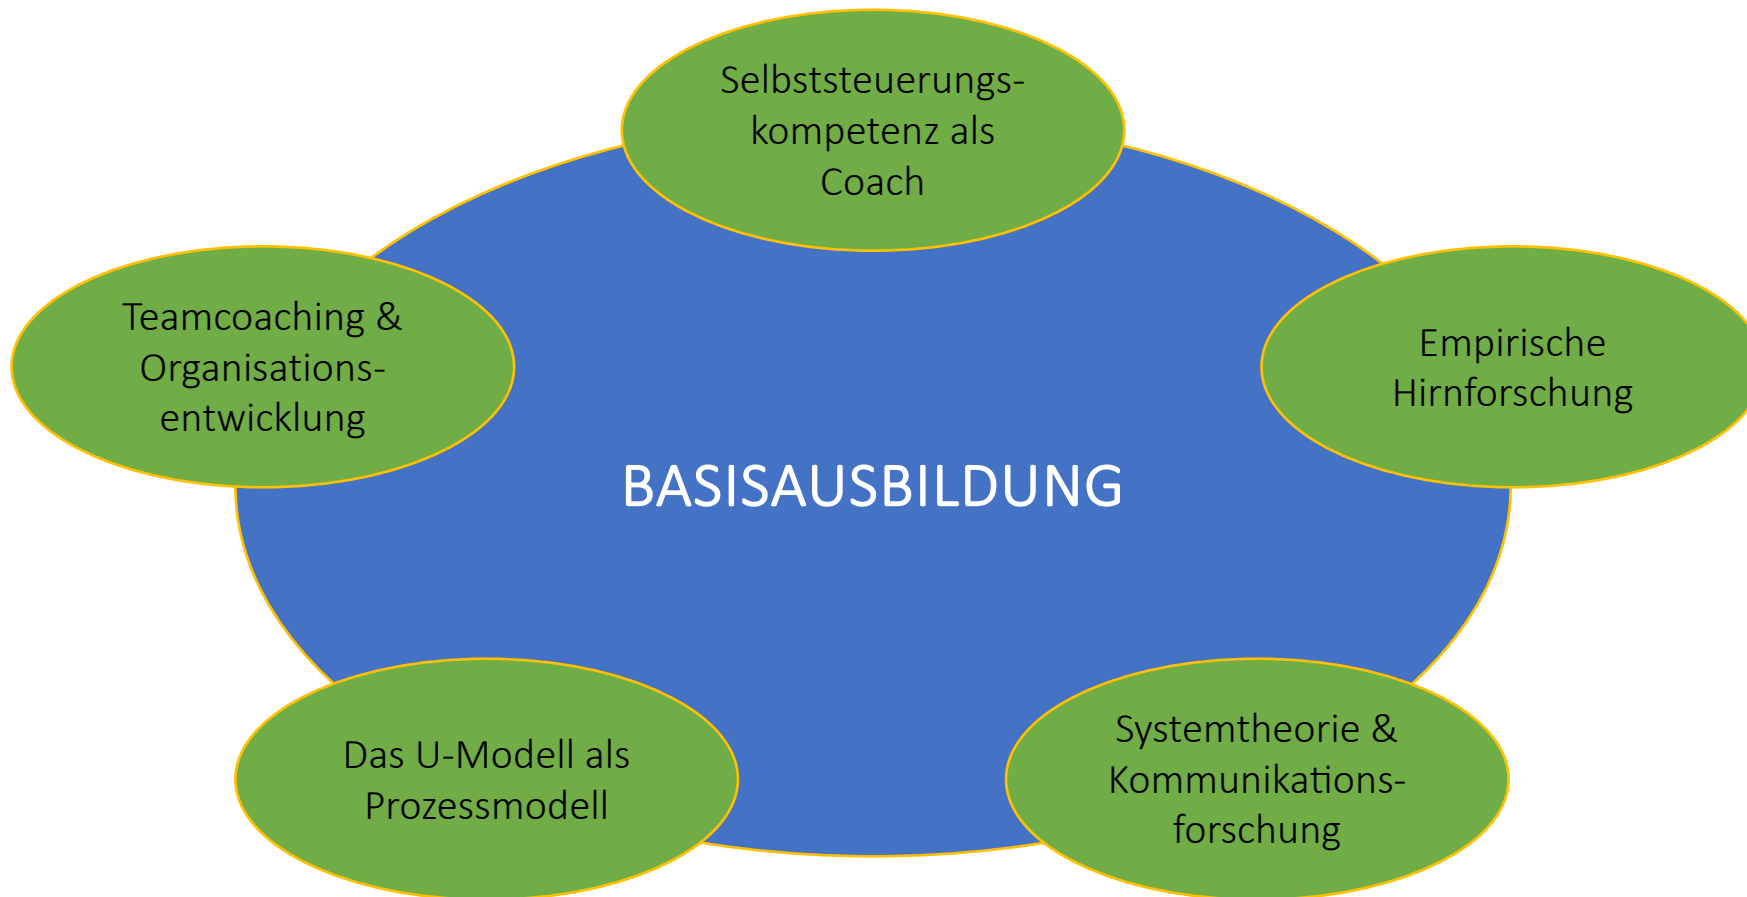 Selbststeuerungs-
kompetenz als
Coach
Teamcoaching &
Organisations-
entwicklung
Empirische
Hirnforschung
BASISAUSBILDUNG
Das U-Modell als
Prozessmodell
Systemtheorie &
Kommunikations-
forschung